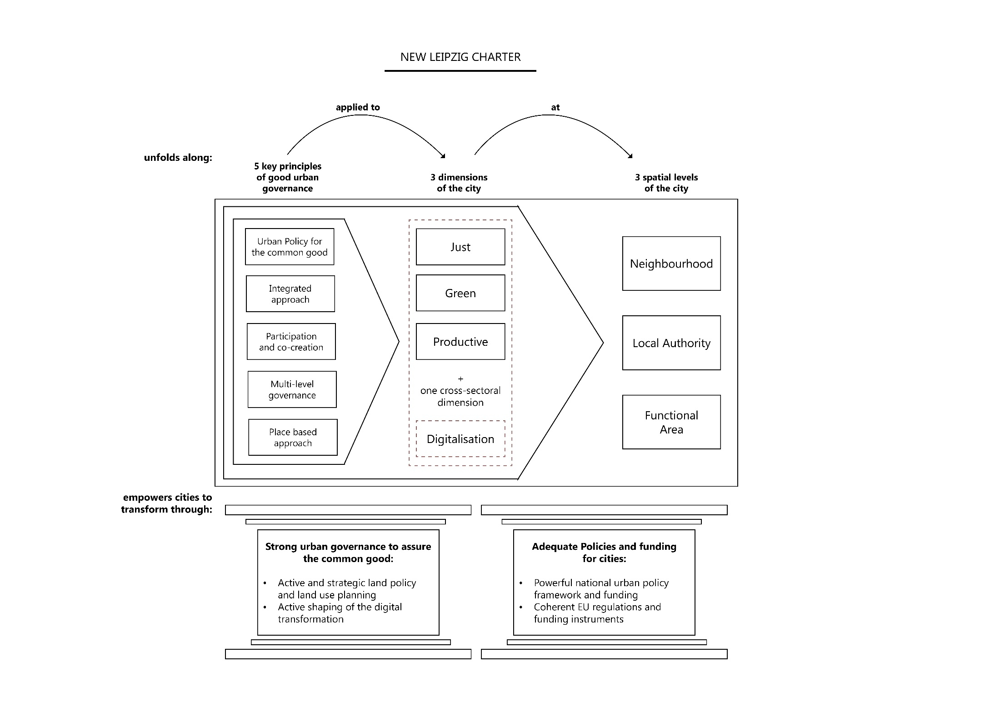 NEW LEIPZIG CHARTER
applied to
at
unfolds along:
5 key principles
of good urban
governance
3 dimensions
of the city
3 spatial levels
of the city
Urban Policy for
the common good
Integrated
approach
Participation
and co-creation
Multi-level
governance
Place based
approach
Just
Green
Productive
+
one cross-sectoral
dimension
Digitalisation
Neighbourhood
Local Authority
Functional
Area
empowers cities to
transform through:
Strong urban governance to assure
the common good:
• Active and strategic land policy
and land use planning
• Active shaping of the digital
transformation
Adequate Policies and funding
for cities:
• Powerful national urban policy
framework and funding
• Coherent EU regulations and
funding instruments